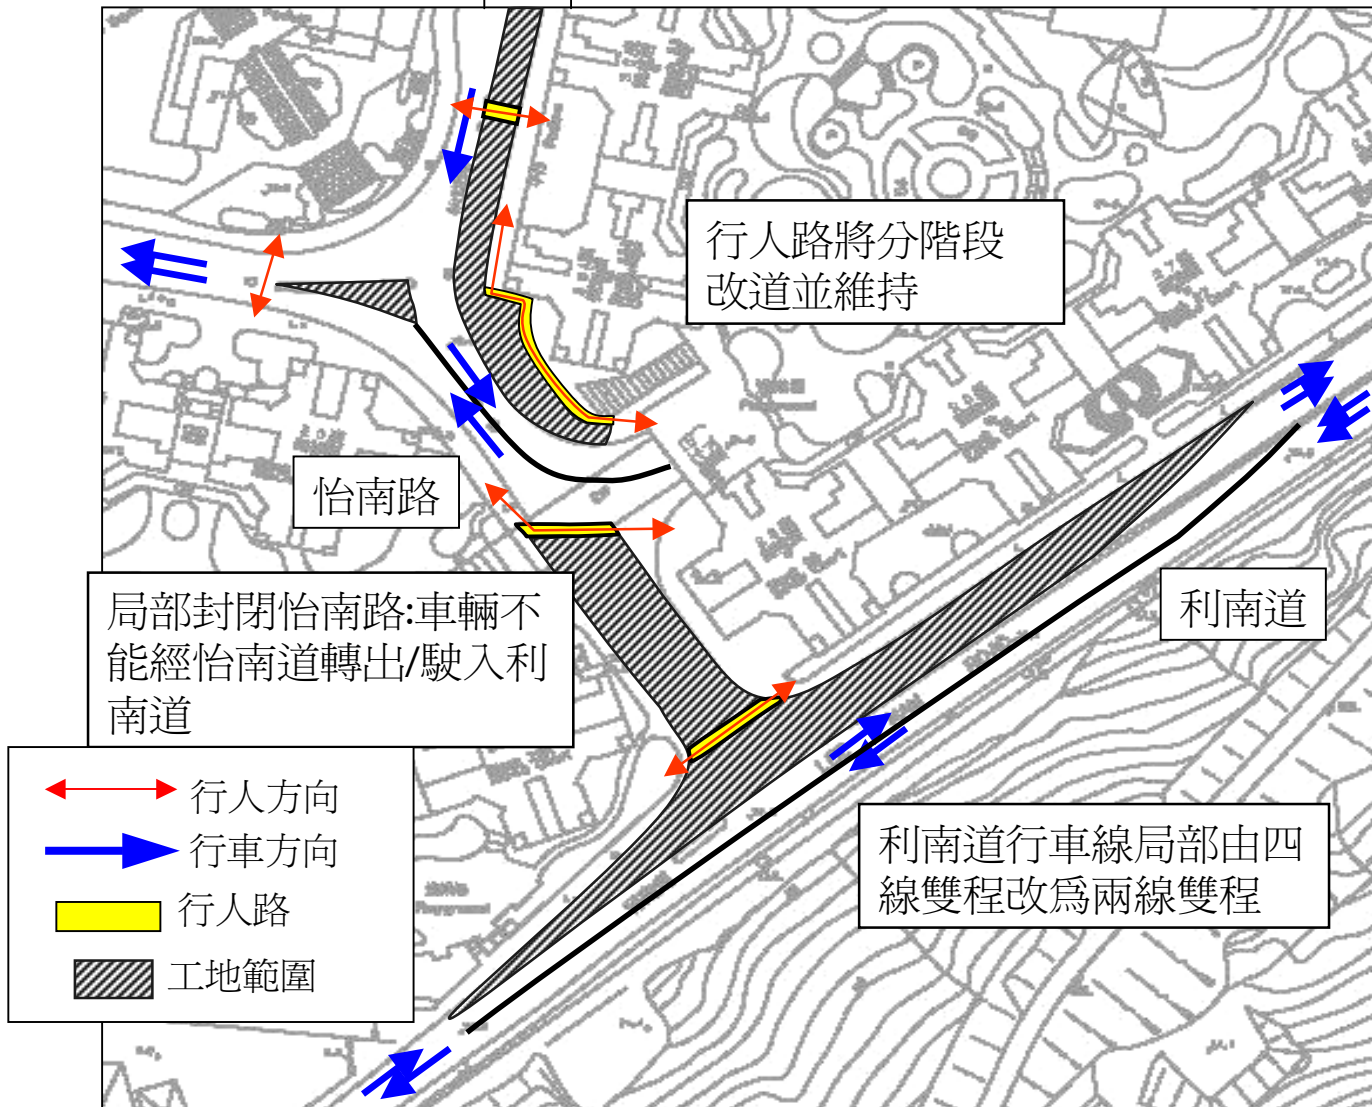 行人路將分階段
改道並維持
怡南路
局部封閉怡南路:車輛不
能經怡南道轉出/駛入利
南道
利南道
行人方向
行車方向
行人路
工地範圍
利南道行車線局部由四
線雙程改爲兩線雙程